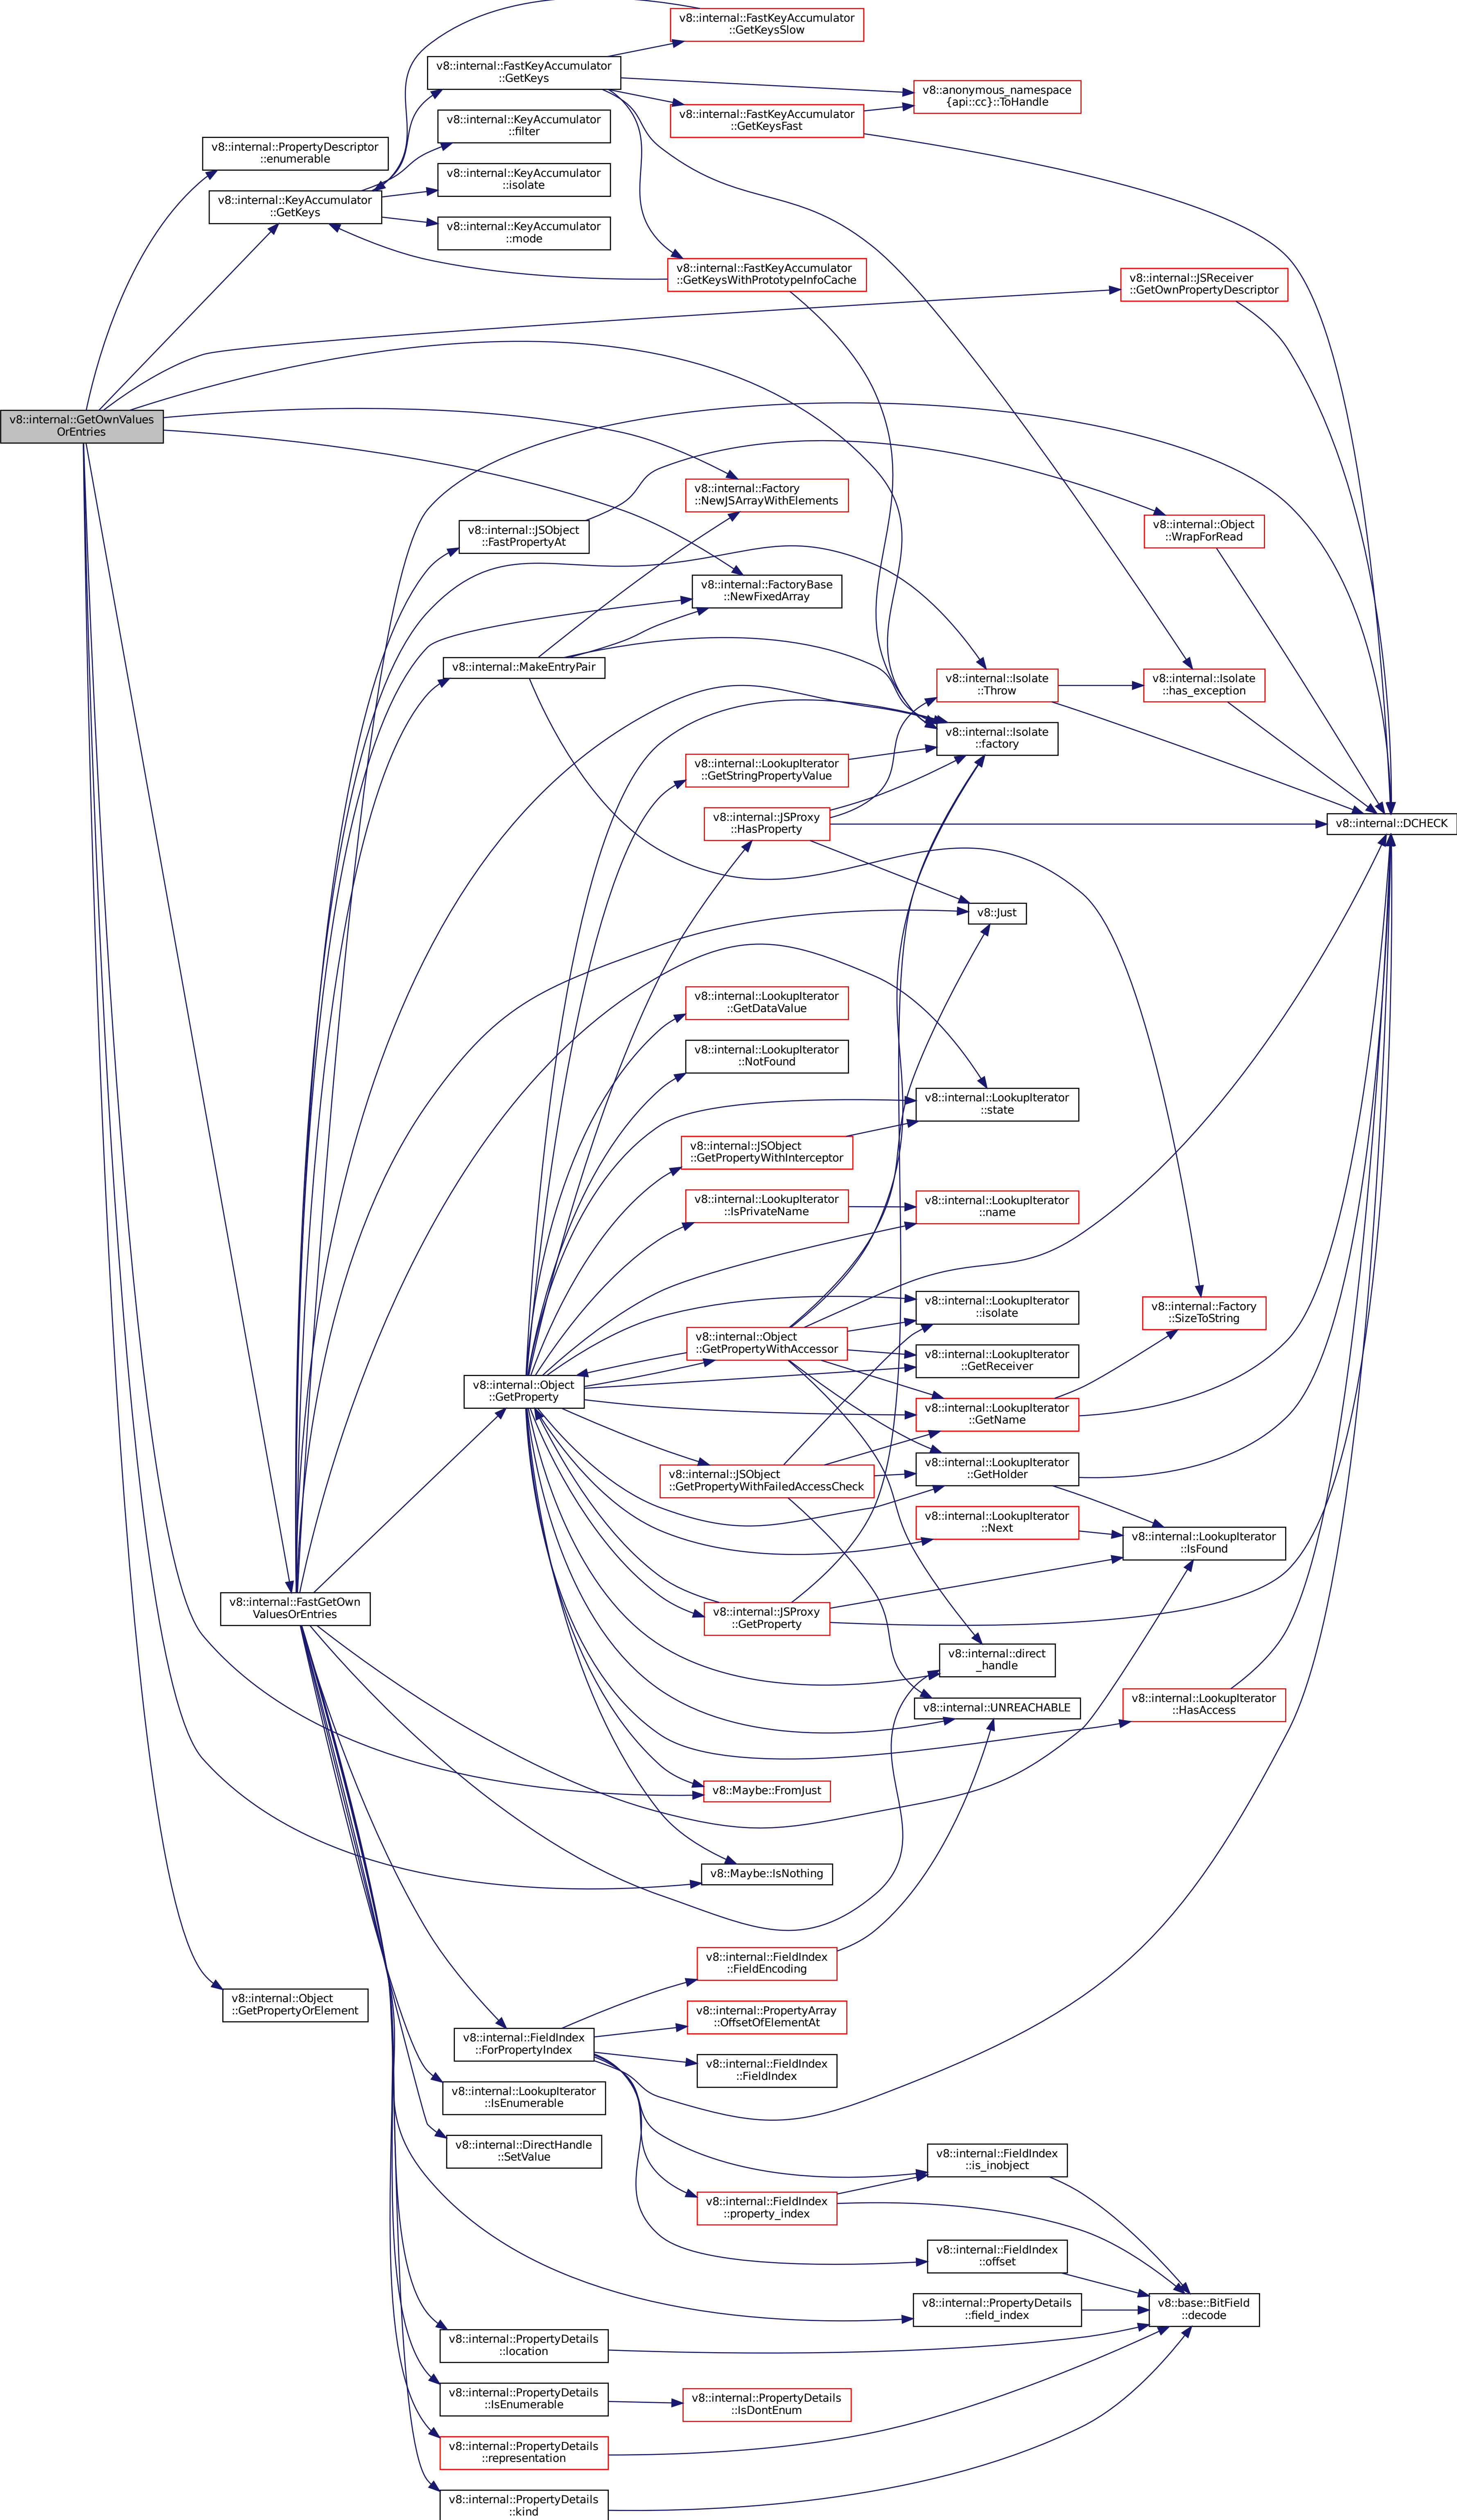 v8::internal::FastKeyAccumulator
::GetKeysSlow
v8::internal::FastKeyAccumulator
::GetKeys
v8::anonymous_namespace
{api::cc}::ToHandle
v8::internal::FastKeyAccumulator
::GetKeysFast
v8::internal::KeyAccumulator
::filter
v8::internal::PropertyDescriptor
::enumerable
v8::internal::KeyAccumulator
::isolate
v8::internal::KeyAccumulator
::GetKeys
v8::internal::KeyAccumulator
::mode
v8::internal::FastKeyAccumulator
::GetKeysWithPrototypeInfoCache
v8::internal::JSReceiver
::GetOwnPropertyDescriptor
v8::internal::GetOwnValues
OrEntries
v8::internal::Factory
::NewJSArrayWithElements
v8::internal::JSObject
::FastPropertyAt
v8::internal::Object
::WrapForRead
v8::internal::FactoryBase
::NewFixedArray
v8::internal::MakeEntryPair
v8::internal::Isolate
::Throw
v8::internal::Isolate
::has_exception
v8::internal::Isolate
::factory
v8::internal::LookupIterator
::GetStringPropertyValue
v8::internal::JSProxy
::HasProperty
v8::internal::DCHECK
v8::Just
v8::internal::LookupIterator
::GetDataValue
v8::internal::LookupIterator
::NotFound
v8::internal::LookupIterator
::state
v8::internal::JSObject
::GetPropertyWithInterceptor
v8::internal::LookupIterator
::IsPrivateName
v8::internal::LookupIterator
::name
v8::internal::LookupIterator
::isolate
v8::internal::Factory
::SizeToString
v8::internal::Object
::GetPropertyWithAccessor
v8::internal::LookupIterator
::GetReceiver
v8::internal::Object
::GetProperty
v8::internal::LookupIterator
::GetName
v8::internal::LookupIterator
::GetHolder
v8::internal::JSObject
::GetPropertyWithFailedAccessCheck
v8::internal::LookupIterator
::Next
v8::internal::LookupIterator
::IsFound
v8::internal::FastGetOwn
ValuesOrEntries
v8::internal::JSProxy
::GetProperty
v8::internal::direct
_handle
v8::internal::UNREACHABLE
v8::internal::LookupIterator
::HasAccess
v8::Maybe::FromJust
v8::Maybe::IsNothing
v8::internal::FieldIndex
::FieldEncoding
v8::internal::Object
::GetPropertyOrElement
v8::internal::PropertyArray
::OffsetOfElementAt
v8::internal::FieldIndex
::ForPropertyIndex
v8::internal::FieldIndex
::FieldIndex
v8::internal::LookupIterator
::IsEnumerable
v8::internal::DirectHandle
::SetValue
v8::internal::FieldIndex
::is_inobject
v8::internal::FieldIndex
::property_index
v8::internal::FieldIndex
::offset
v8::internal::PropertyDetails
::field_index
v8::base::BitField
::decode
v8::internal::PropertyDetails
::location
v8::internal::PropertyDetails
::IsEnumerable
v8::internal::PropertyDetails
::IsDontEnum
v8::internal::PropertyDetails
::representation
v8::internal::PropertyDetails
::kind